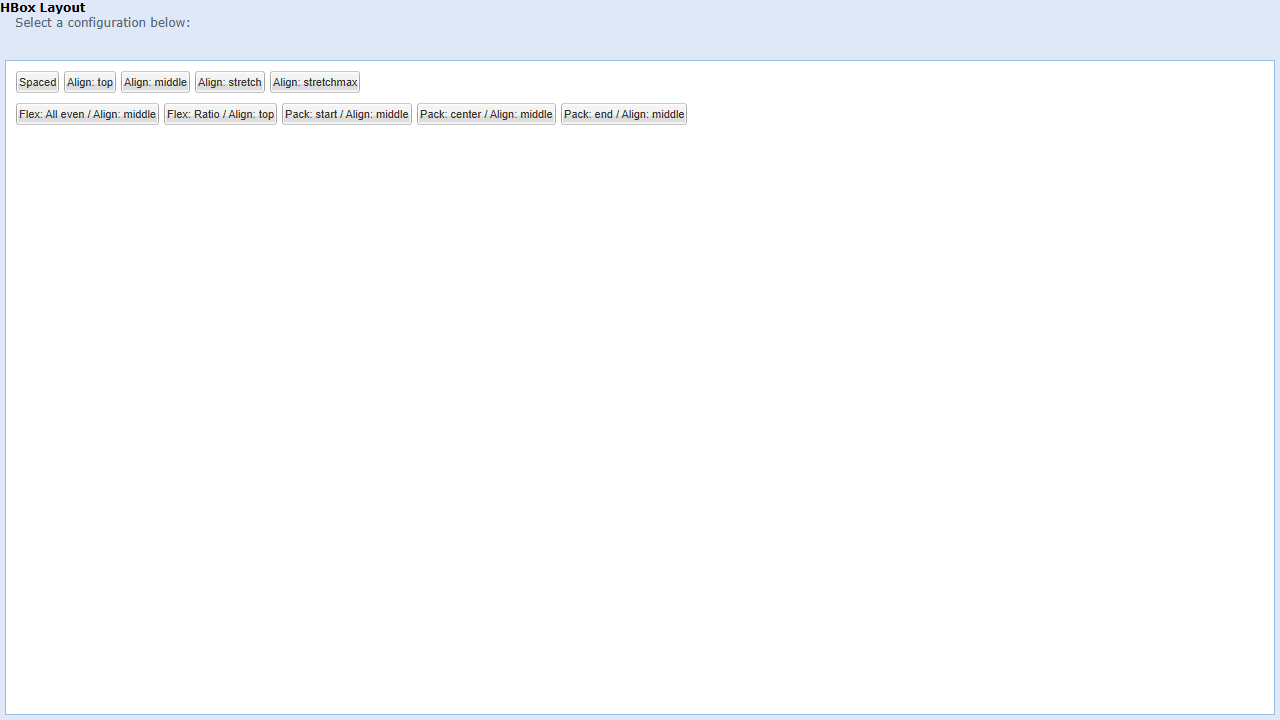 HBox Layout
Select a configuration below:
Spaced Align: top Align: middle Align: stretch Align: stretchmax
Flex: All even / Align: middle Flex: Ratio / Align: top Pack: start / Align: middle Pack: center / Align: middle Pack: end / Align: middle